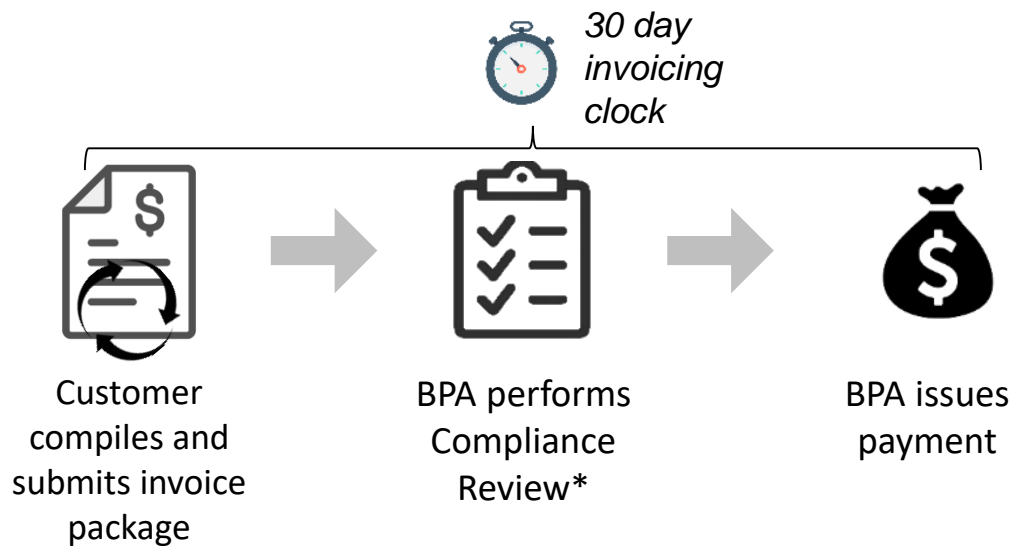 30 day
invoicing
clock
$
$
Customer
compiles and
submits invoice
package
BPA performs
Compliance
Review*
BPA issues
payment